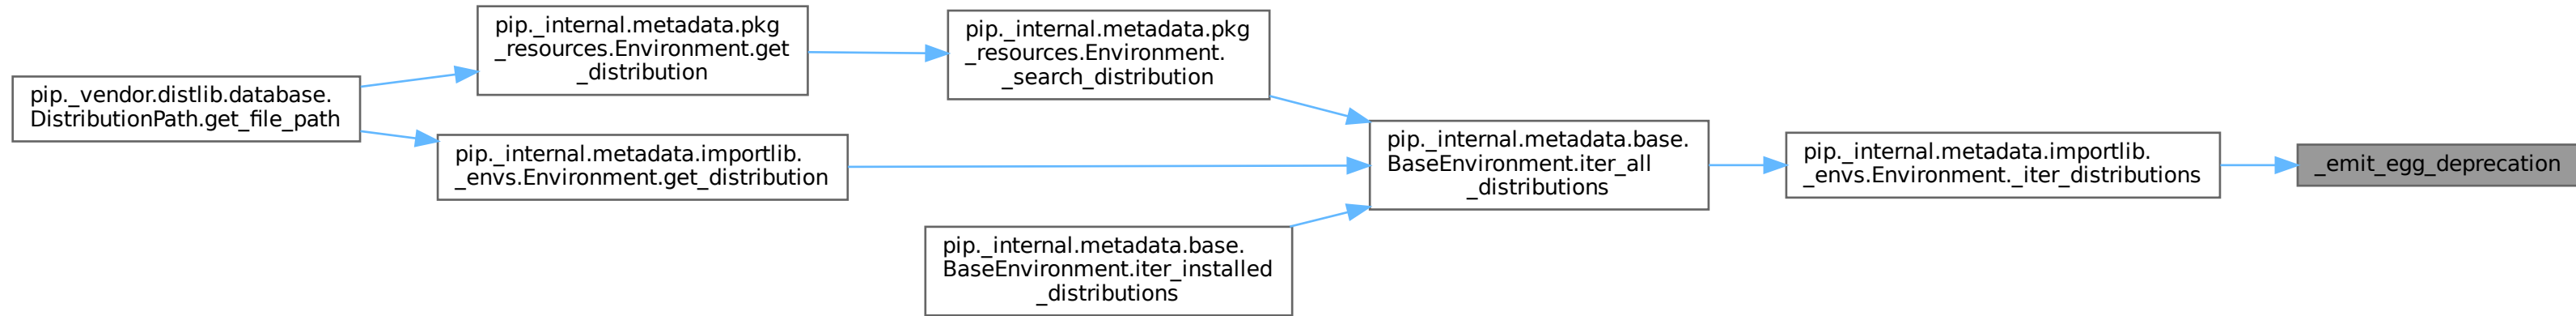 pip._vendor.distlib.database.
DistributionPath.get_file_path
pip._internal.metadata.pkg
_resources.Environment.get
_distribution
pip._internal.metadata.importlib.
_envs.Environment.get_distribution
pip._internal.metadata.pkg
_resources.Environment.
_search_distribution
pip._internal.metadata.base.
BaseEnvironment.iter_installed
_distributions
pip._internal.metadata.base.
BaseEnvironment.iter_all
_distributions
pip._internal.metadata.importlib.
_envs.Environment._iter_distributions
_emit_egg_deprecation